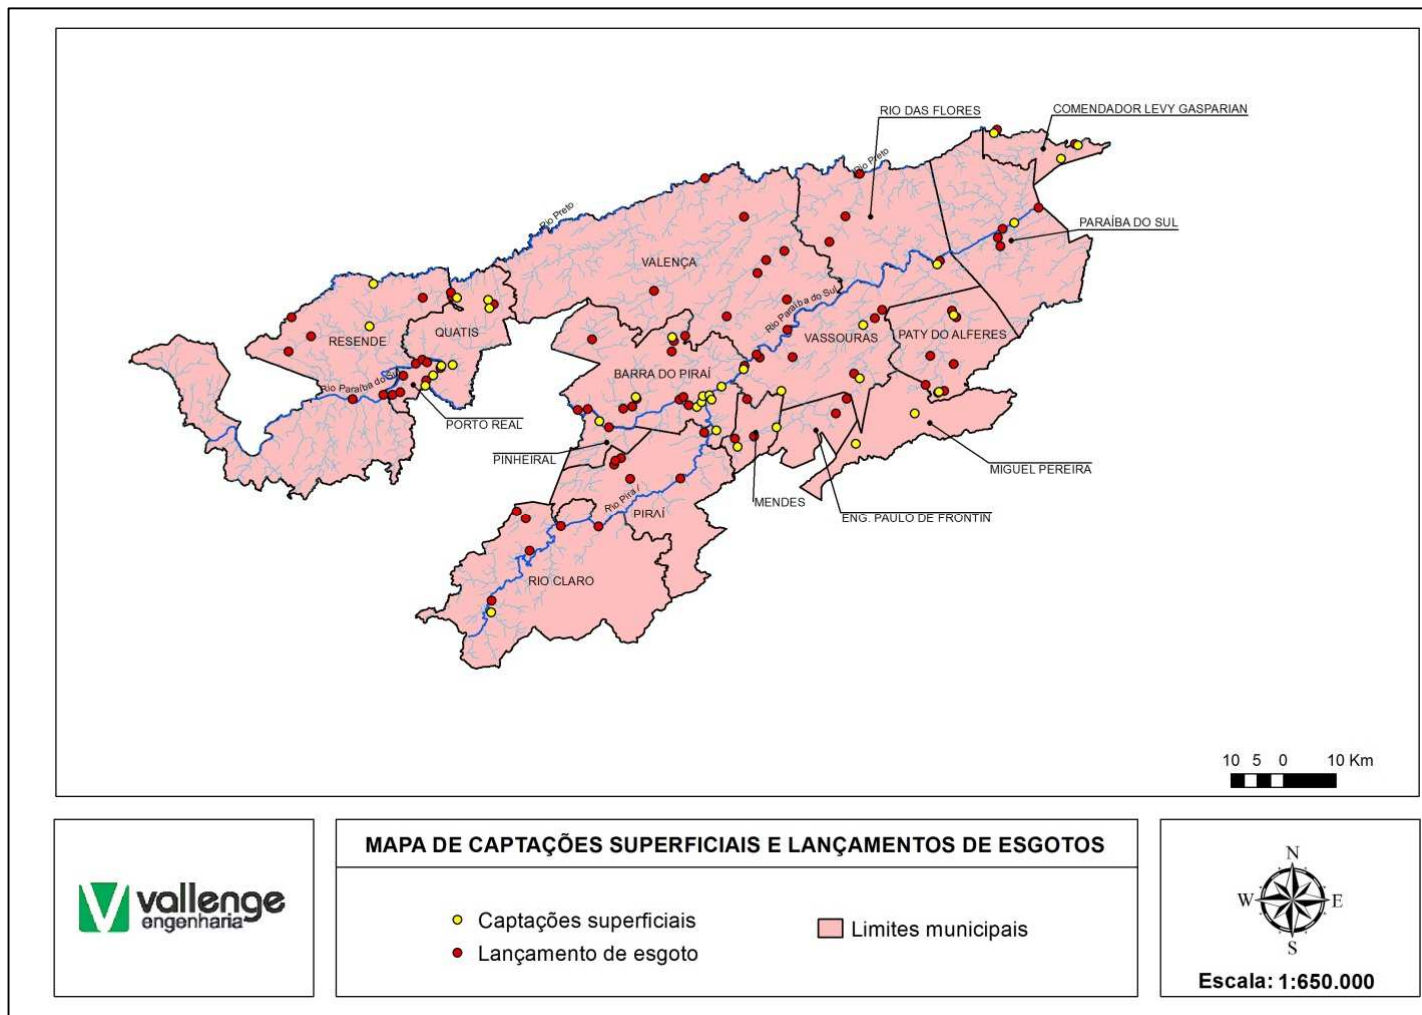 RIO DAS FLORES
COMENDADOR LEVY GASPARIAN
Rio Preto
Rio Preto
PARAÍBA DO SUL
VALENÇA
Rio Paraíba do Sul
RESENDE
QUATIS
VASSOURAS
PATY DO ALFERES
BARRA DO PIRAÍ
Rio Paraíba do Sul
PORTO REAL
PINHEIRAL
MIGUEL PEREIRA
MENDES
ENG. PAULO DE FRONTIN
Rio Piraí
PIRAÍ
RIO CLARO
10 5 0 10 Km
MAPA DE CAPTAÇÕES SUPERFICIAIS E LANÇAMENTOS DE ESGOTOS
vallenge
engenharia
Captações superficiais
Lançamento de esgoto
Limites municipais
N
W E
S
Escala: 1:650.000